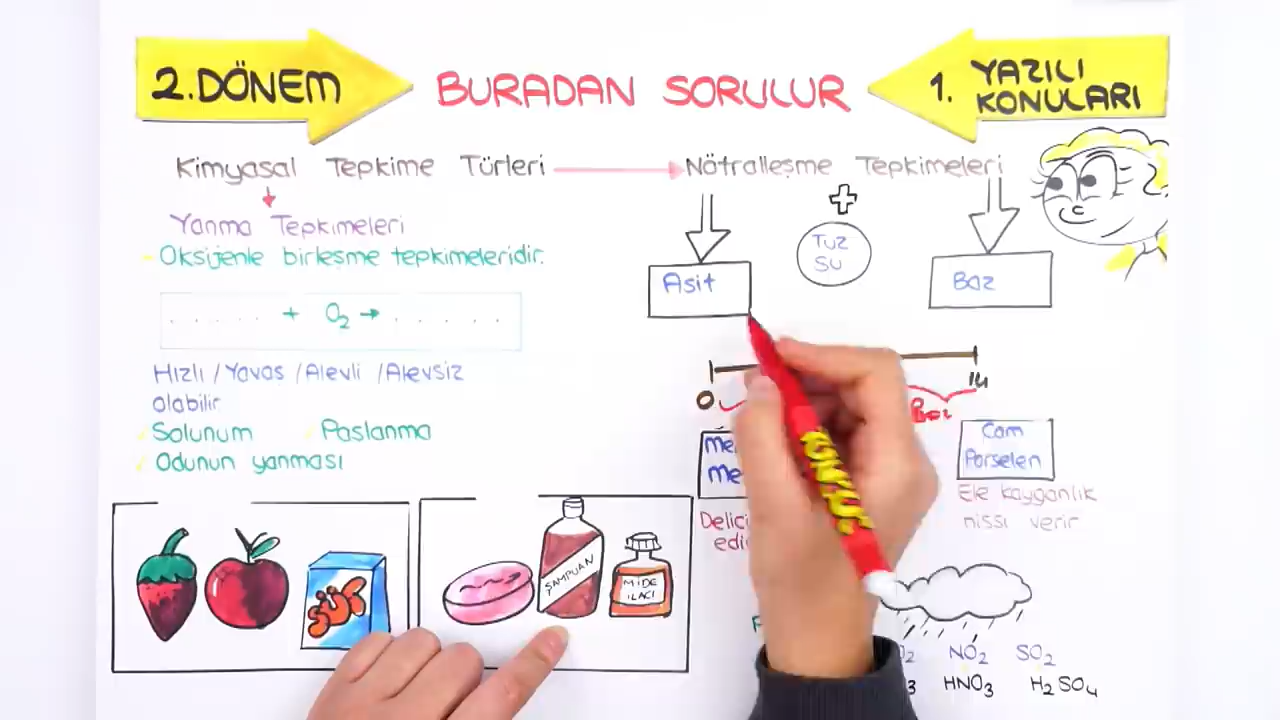 2.DÖNEM
BURADAN SORULUR
1. YAZILI
KONULARI
Kimyasal Tepkime Türleri
Nötralleşme Tepkimeleri
Yanma Tepkimeleri
Oksijenle birleşme tepkimeleridir.
...... + O₂ → ......
Hızlı / Yavaş / Alevli / Alevsiz
olabilir
Solunum Paslanma
Odunun yanması
+
TUZ
SU
Asit
Baz
0
14
Baz
Cam
Porselen
Ele kayganlık
hissi verir
SÜT
ŞAMPUAN
MİDE
İLACI
NO₂ SO₂
HNO₃ H₂SO₄